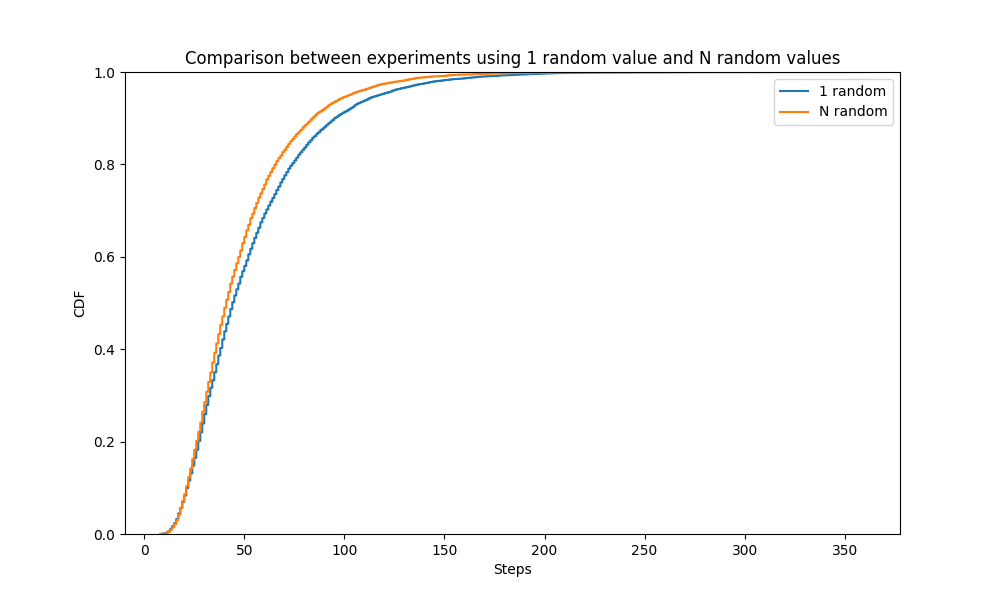 Comparison between experiments using 1 random value and N random values
1.0
0.8
0.6
0.4
0.2
0.0
CDF
1 random
N random
0 50 100 150 200 250 300 350
Steps